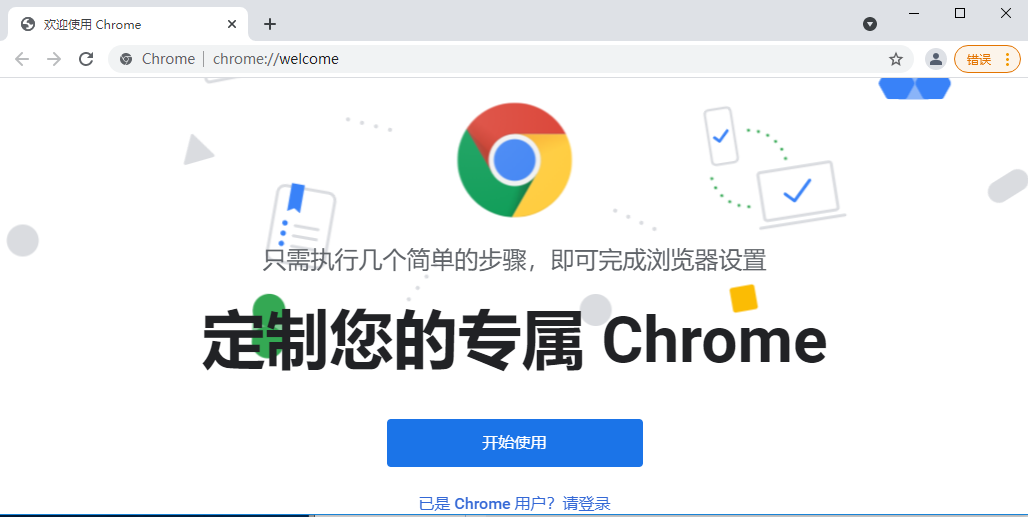 欢迎使用 Chrome
Chrome | chrome://welcome
错误
只需执行几个简单的步骤，即可完成浏览器设置
定制您的专属 Chrome
开始使用
已是 Chrome 用户？请登录